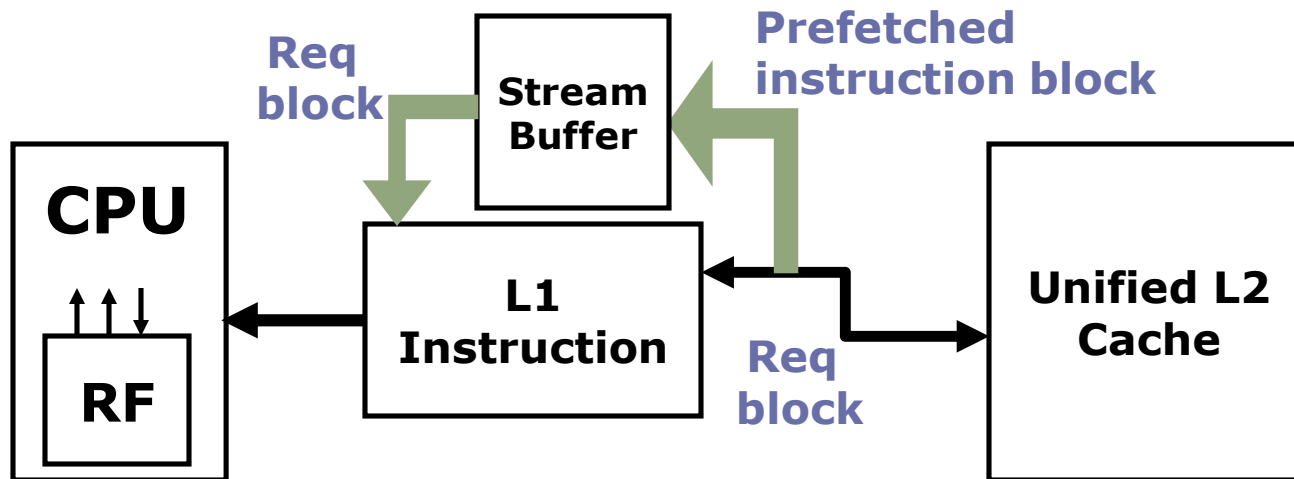 Req
block
Stream
Buffer
Prefetched
instruction block
CPU
RF
L1
Instruction
Req
block
Unified L2
Cache